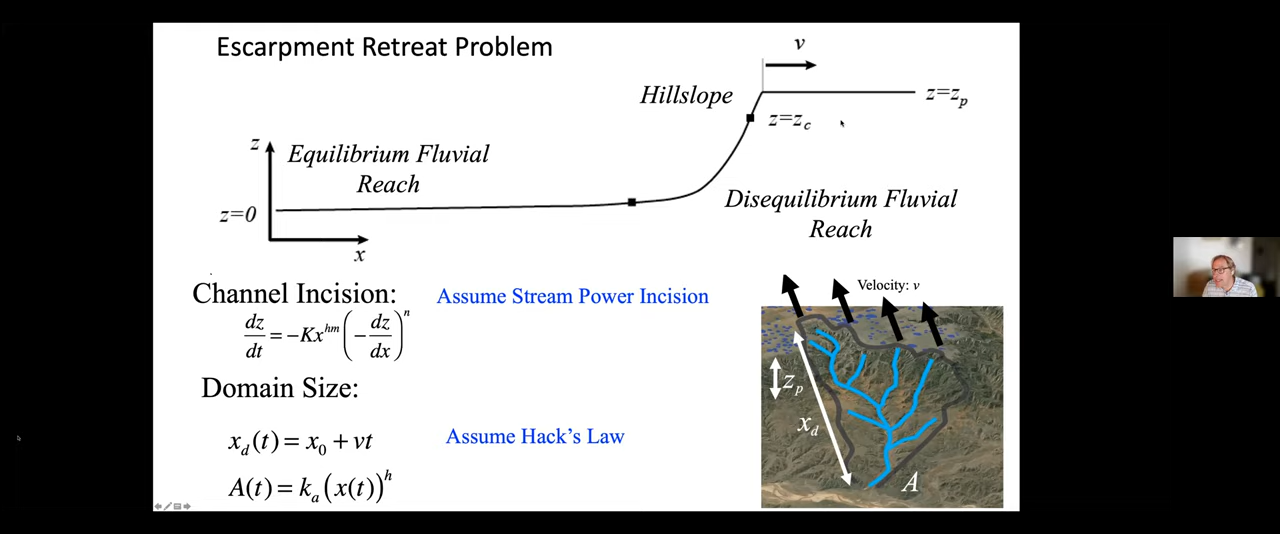 Escarpment Retreat Problem
v
Hillslope
z=z_p
z=z_c
z
Equilibrium Fluvial
Reach
z=0
x
Disequilibrium Fluvial
Reach
Channel Incision:
Assume Stream Power Incision
dz/dt = −Kx^{hm} (−dz/dx)^n
Domain Size:
x_d(t) = x_0 + vt
Assume Hack's Law
A(t) = k_a (x(t))^h
Velocity: v
z_p
x_d
A